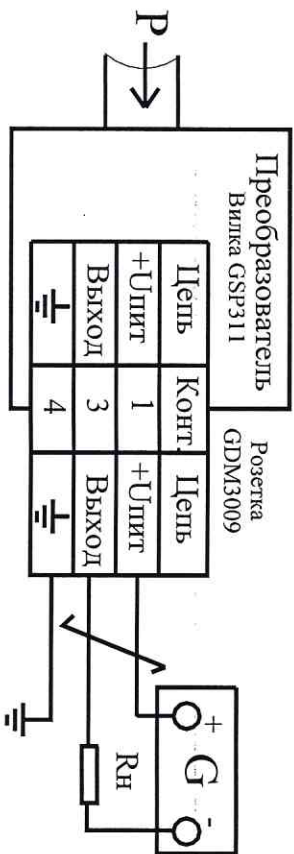 P
Преобразователь
Вилка GSP311
Розетка
GDM3009
Цепь Конт. Цепь
+Uпит 1 +Uпит
Выход 3 Выход
4
+ G -
Rн